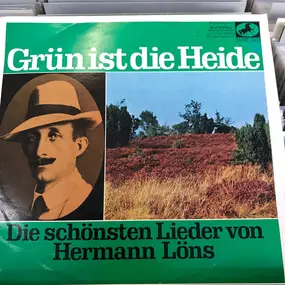 Grün ist die Heide
Die schönsten Lieder von
Hermann Löns